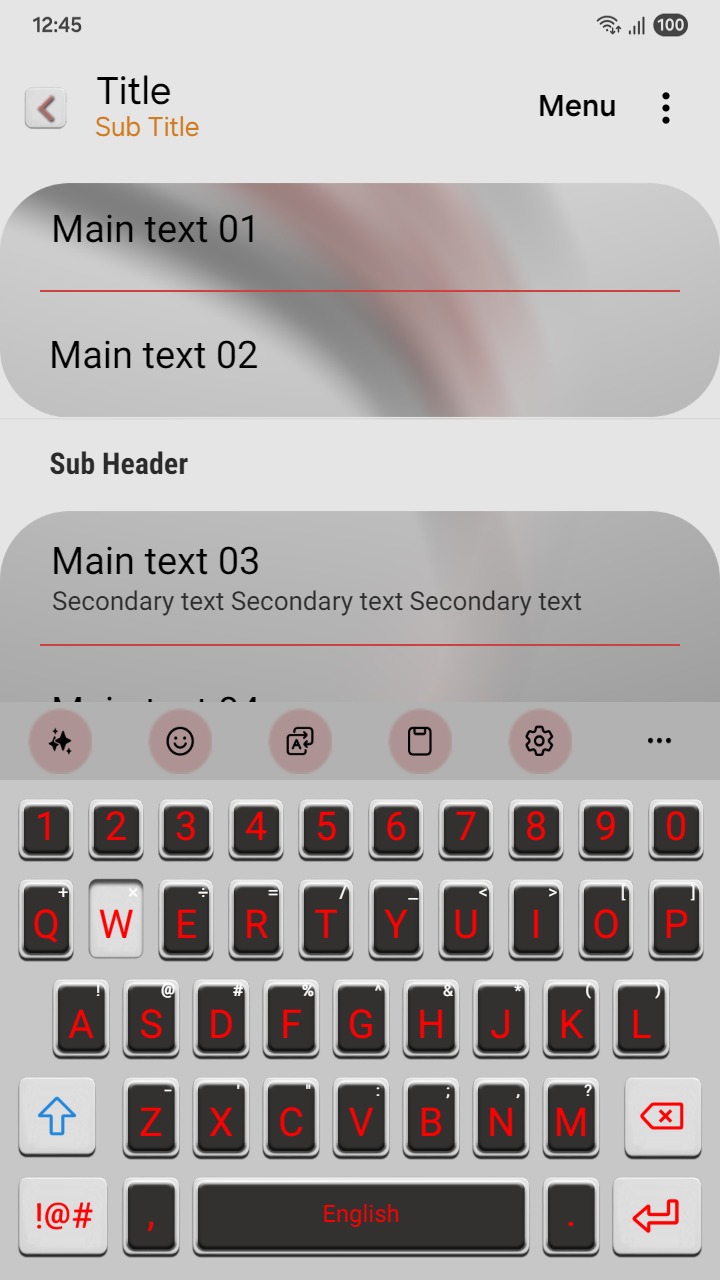 12:45
100
Title
Sub Title
Menu
Main text 01
Main text 02
Sub Header
Main text 03
Secondary text Secondary text Secondary text
1 2 3 4 5 6 7 8 9 0
+ × ÷ = / _ < > [ ]
Q W E R T Y U I O P
! @ # % ^ & * ( )
A S D F G H J K L
- ' " : ; , ?
Z X C V B N M
!@# , English .